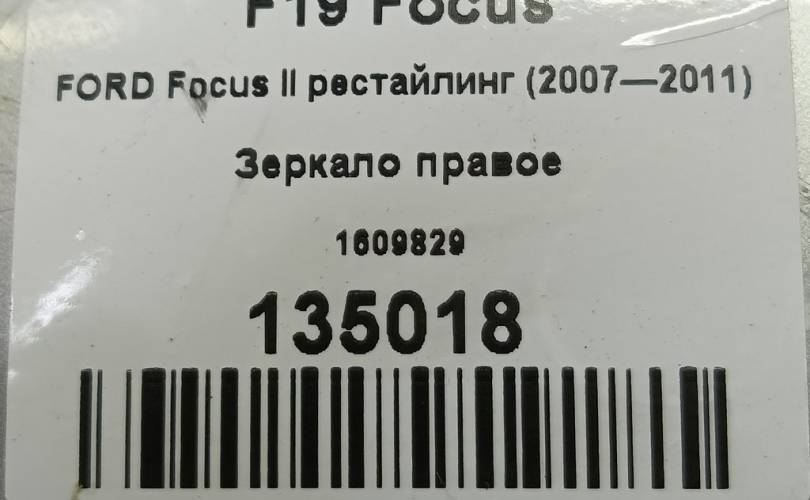 F19 Focus
FORD Focus II рестайлинг (2007—2011)
Зеркало правое
1609829
135018